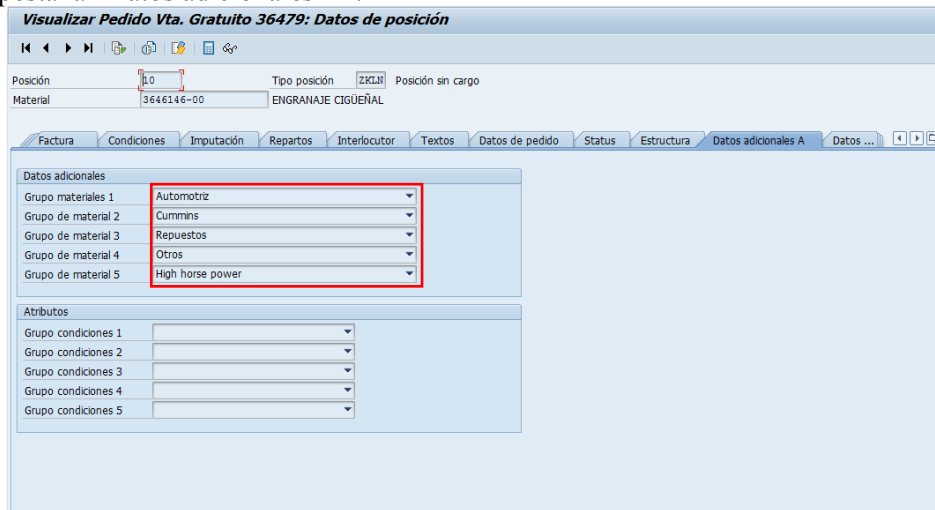 Visualizar Pedido Vta. Gratuito 36479: Datos de posición
Posición 10 Tipo posición ZKLN Posición sin cargo
Material 3646146-00 ENGRANAJE CIGÜEÑAL
Factura Condiciones Imputación Repartos Interlocutor Textos Datos de pedido Status Estructura Datos adicionales A Datos ...
Datos adicionales
Grupo materiales 1 Automotriz
Grupo de material 2 Cummins
Grupo de material 3 Repuestos
Grupo de material 4 Otros
Grupo de material 5 High horse power
Atributos
Grupo condiciones 1
Grupo condiciones 2
Grupo condiciones 3
Grupo condiciones 4
Grupo condiciones 5